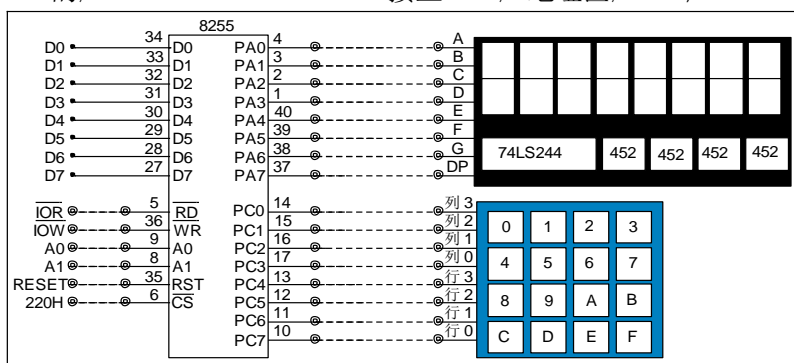 8255
D0 34 D0 PA0 4 A
D1 33 D1 PA1 3 B
D2 32 D2 PA2 2 C
D3 31 D3 PA3 1 D
D4 30 D4 PA4 40 E
D5 29 D5 PA5 39 F
D6 28 D6 PA6 38 G
D7 27 D7 PA7 37 DP
74LS244 452 452 452 452
IOR 5 RD PC0 14 列 3
IOW 36 WR PC1 15 列 2
A0 9 A0 PC2 16 列 1
A1 8 A1 PC3 17 列 0
RESET 35 RST PC4 13 行 3
220H 6 CS PC5 12 行 2
PC6 11 行 1
PC7 10 行 0
0 1 2 3
4 5 6 7
8 9 A B
C D E F